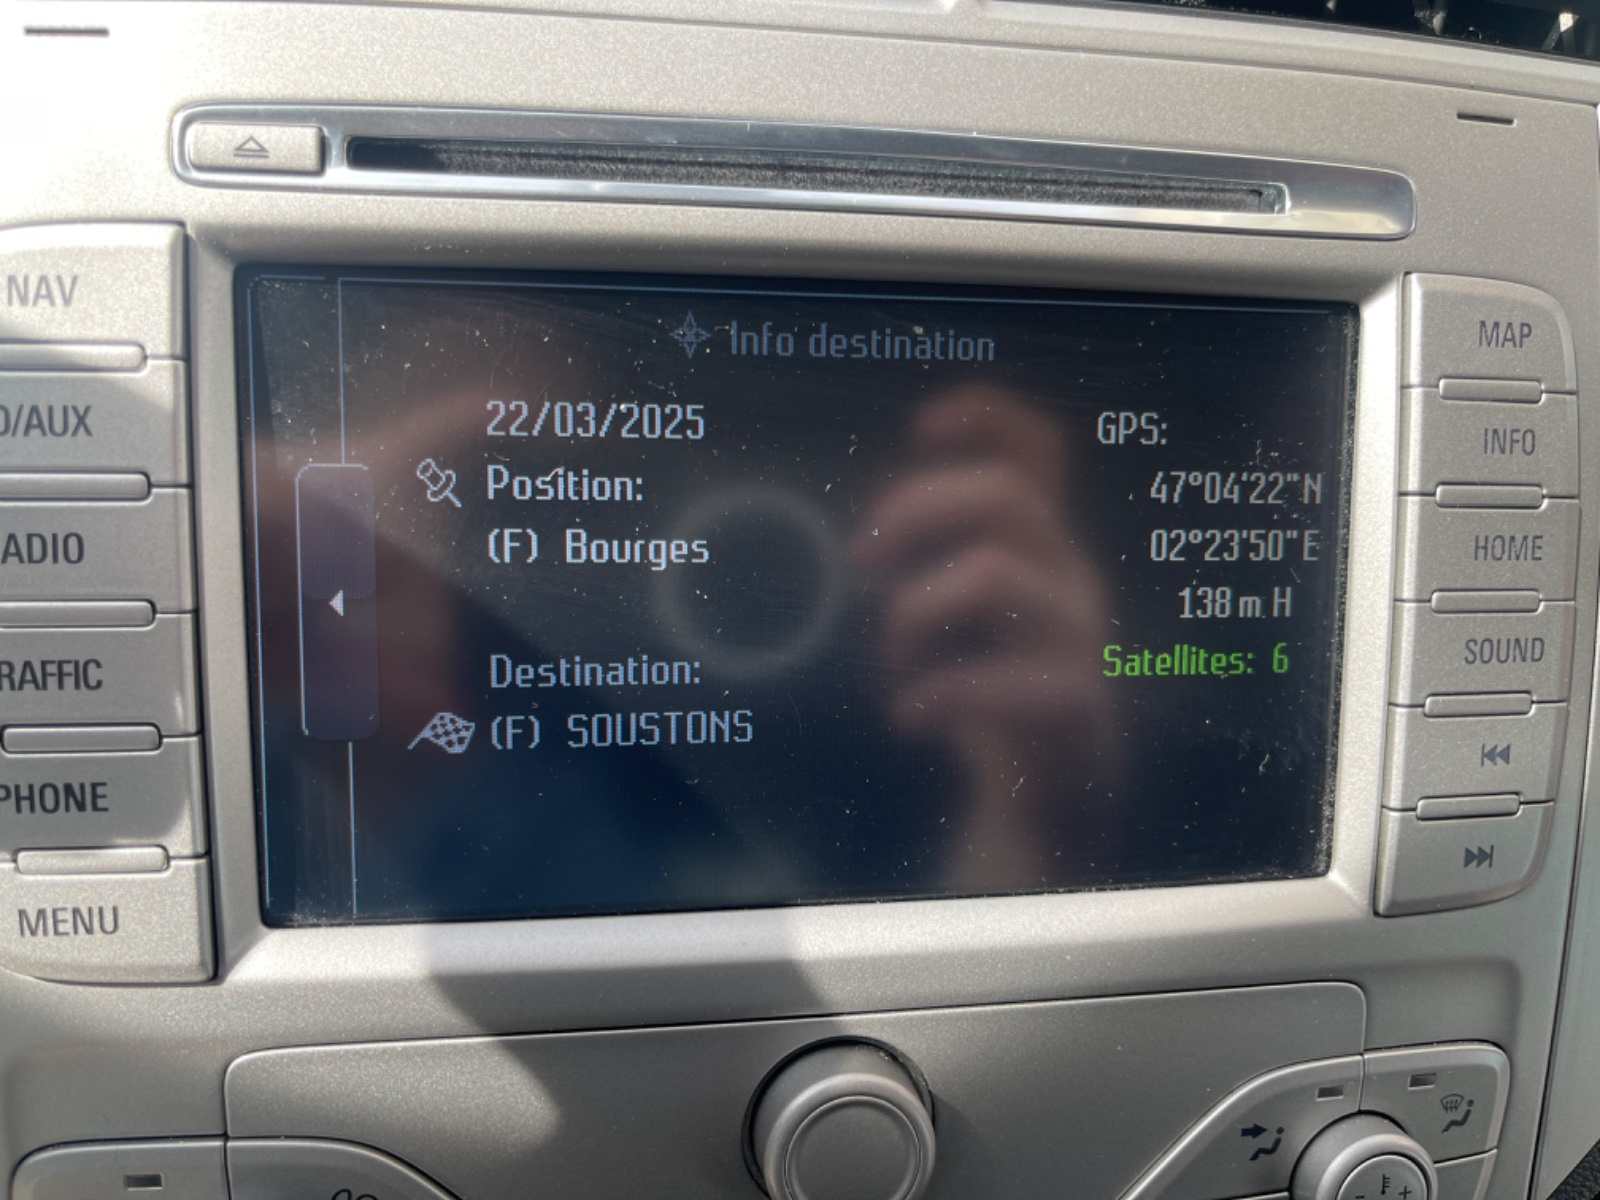 NAV
D/AUX
ADIO
RAFFIC
PHONE
MENU
Info destination
22/03/2025
Position:
(F) Bourges
Destination:
(F) SOUSTONS
GPS:
47°04'22"N
02°23'50"E
138 m H
Satellites: 6
MAP
INFO
HOME
SOUND